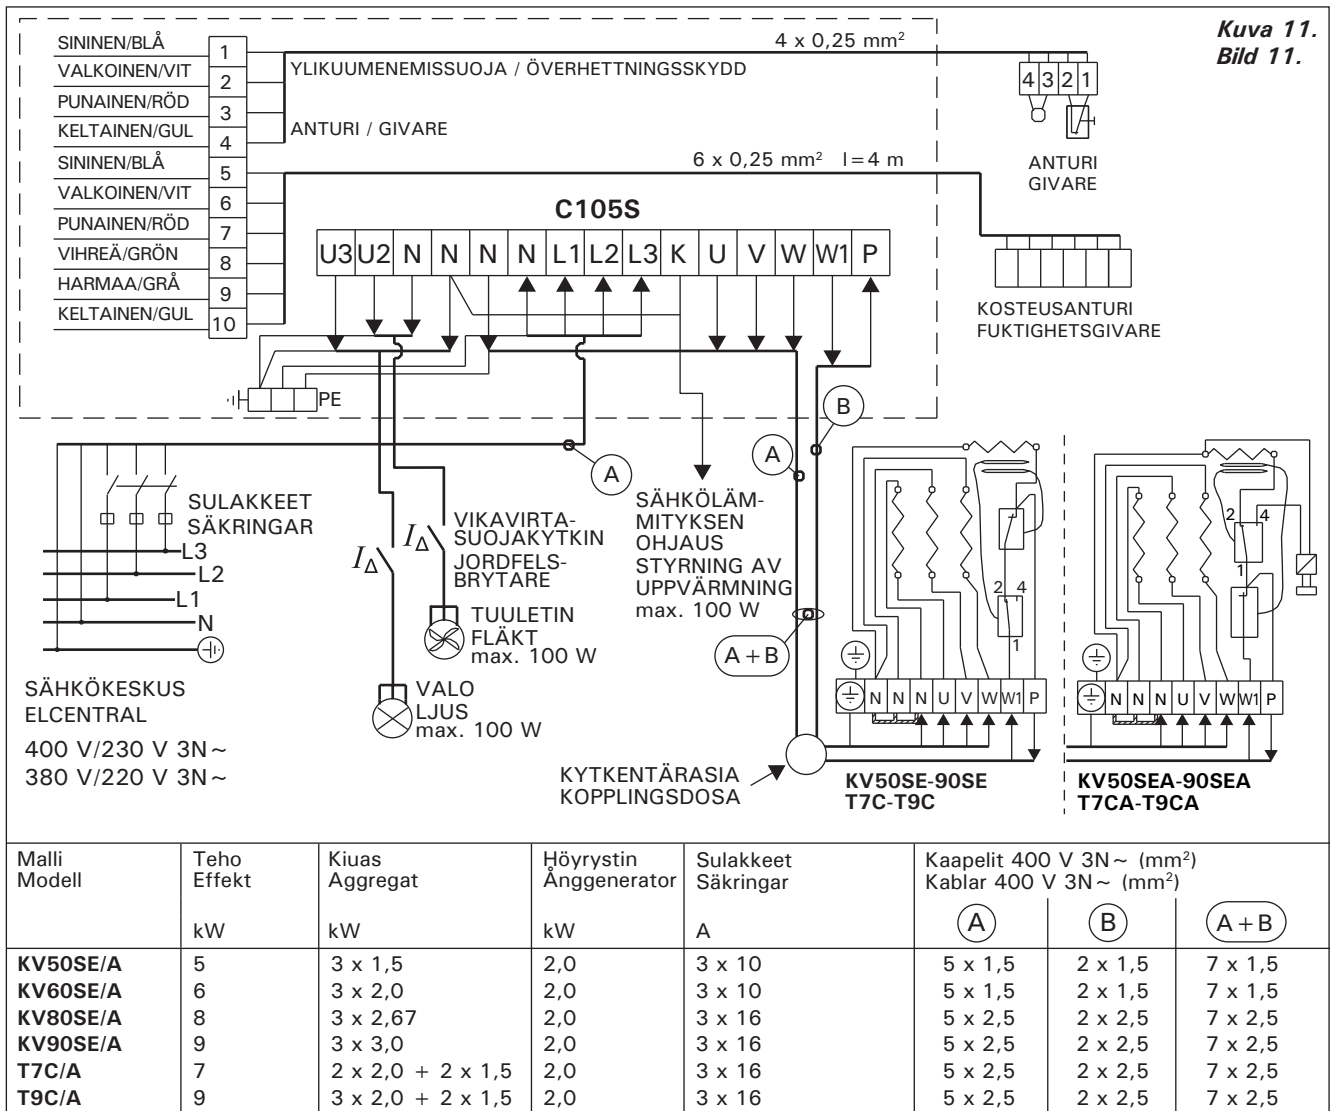 Kuva 11.
Bild 11.
SININEN/BLÅ 1
VALKOINEN/VIT 2
PUNAINEN/RÖD 3
KELTAINEN/GUL 4
SININEN/BLÅ 5
VALKOINEN/VIT 6
PUNAINEN/RÖD 7
VIHREÄ/GRÖN 8
HARMAA/GRÅ 9
KELTAINEN/GUL 10
4 x 0,25 mm²
YLIKUUMENEMISSUOJA / ÖVERHETTNINGSSKYDD
ANTURI / GIVARE
6 x 0,25 mm² l=4 m
4 3 2 1
ANTURI
GIVARE
C105S
U3 U2 N N N N L1 L2 L3 K U V W W1 P
KOSTEUSANTURI
FUKTIGHETSGIVARE
PE
A
A
B
SULAKKEET
SÄKRINGAR
L3
L2
L1
N
SÄHKÖKESKUS
ELCENTRAL
400 V/230 V 3N~
380 V/220 V 3N~
I∆
I∆
VIKAVIRTA-
SUOJAKYTKIN
JORDFELS-
BRYTARE
TUULETIN
FLÄKT
max. 100 W
VALO
LJUS
max. 100 W
SÄHKÖLÄM-
MITYKSEN
OHJAUS
STYRNING AV
UPPVÄRMNING
max. 100 W
A+B
KYTKENTÄRASIA
KOPPLINGSDOSA
2 4
1
N N N U V W W1 P
KV50SE-90SE
T7C-T9C
2 4
1
N N N U V W W1 P
KV50SEA-90SEA
T7CA-T9CA
Malli Teho Kiuas Höyrystin Sulakkeet Kaapelit 400 V 3N~ (mm²)
Modell Effekt Aggregat Ånggenerator Säkringar Kablar 400 V 3N~ (mm²)
kW kW kW A A B A+B
KV50SE/A 5 3 x 1,5 2,0 3 x 10 5 x 1,5 2 x 1,5 7 x 1,5
KV60SE/A 6 3 x 2,0 2,0 3 x 10 5 x 1,5 2 x 1,5 7 x 1,5
KV80SE/A 8 3 x 2,67 2,0 3 x 16 5 x 2,5 2 x 2,5 7 x 2,5
KV90SE/A 9 3 x 3,0 2,0 3 x 16 5 x 2,5 2 x 2,5 7 x 2,5
T7C/A 7 2 x 2,0 + 2 x 1,5 2,0 3 x 16 5 x 2,5 2 x 2,5 7 x 2,5
T9C/A 9 3 x 2,0 + 2 x 1,5 2,0 3 x 16 5 x 2,5 2 x 2,5 7 x 2,5